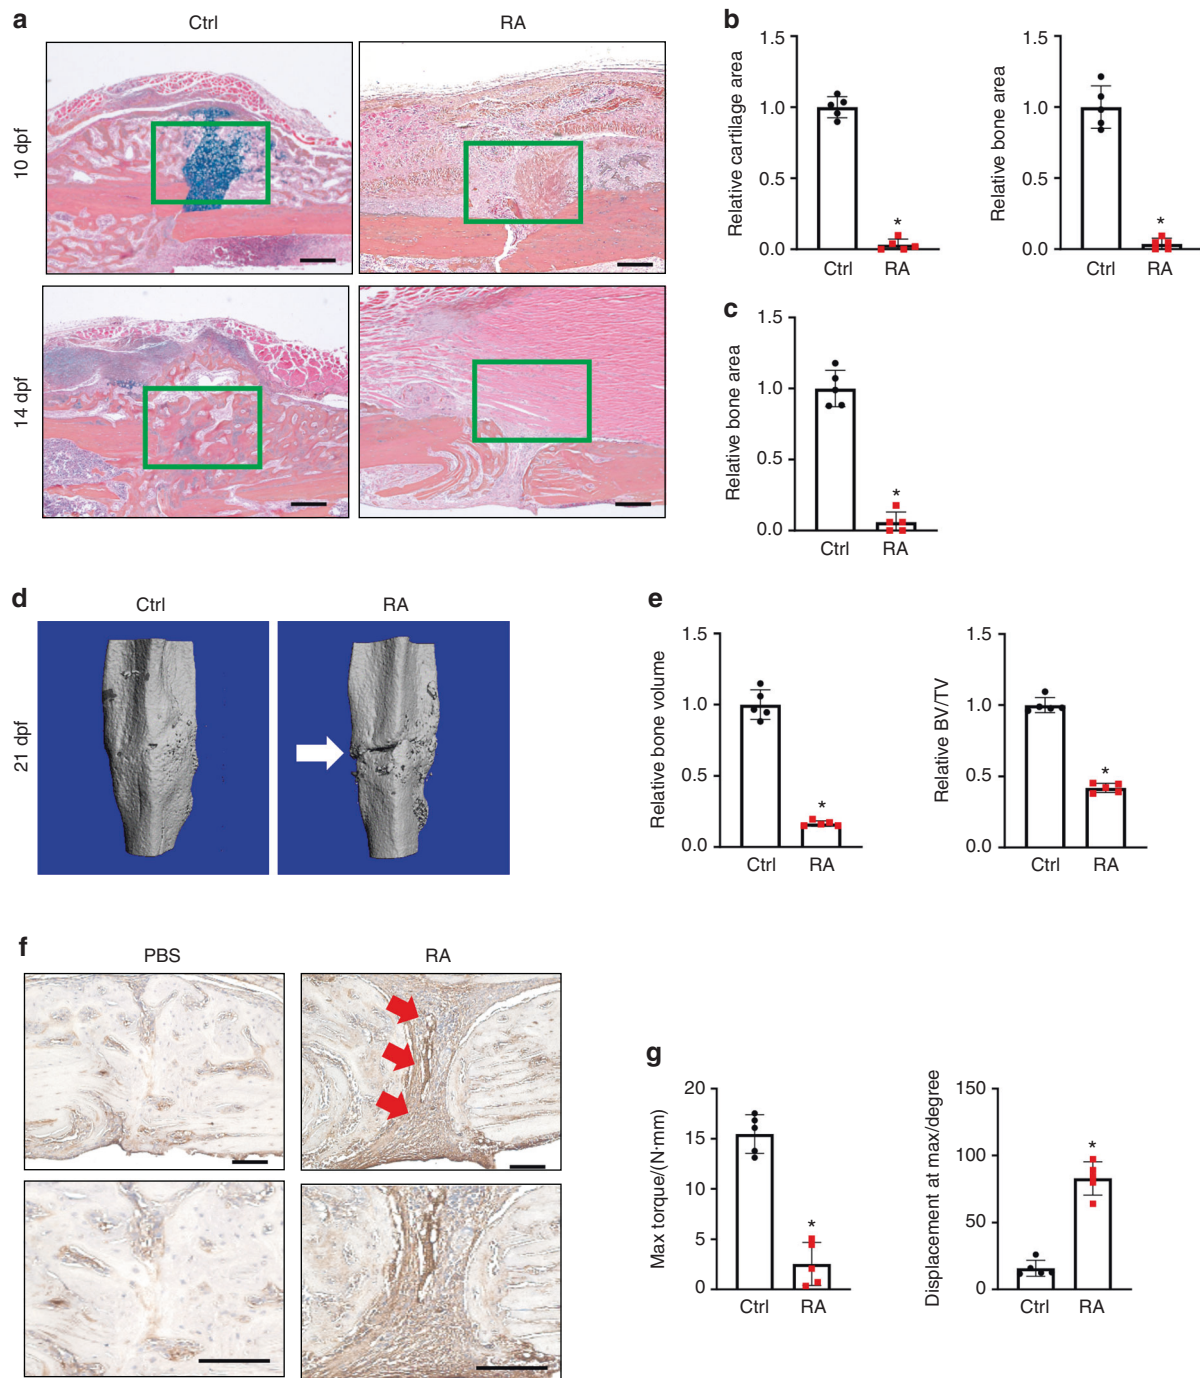 a
Ctrl
RA
10 dpf
14 dpf
b
Relative cartilage area
1.5
1.0
0.5
0.0
*
Ctrl
RA
Relative bone area
1.5
1.0
0.5
0.0
*
Ctrl
RA
c
Relative bone area
1.5
1.0
0.5
0.0
*
Ctrl
RA
d
Ctrl
RA
21 dpf
e
Relative bone volume
1.5
1.0
0.5
0.0
*
Ctrl
RA
Relative BV/TV
1.5
1.0
0.5
0.0
*
Ctrl
RA
f
PBS
RA
g
Max torque/(N·mm)
20
15
10
5
0
*
Ctrl
RA
Displacement at max/degree
150
100
50
0
*
Ctrl
RA